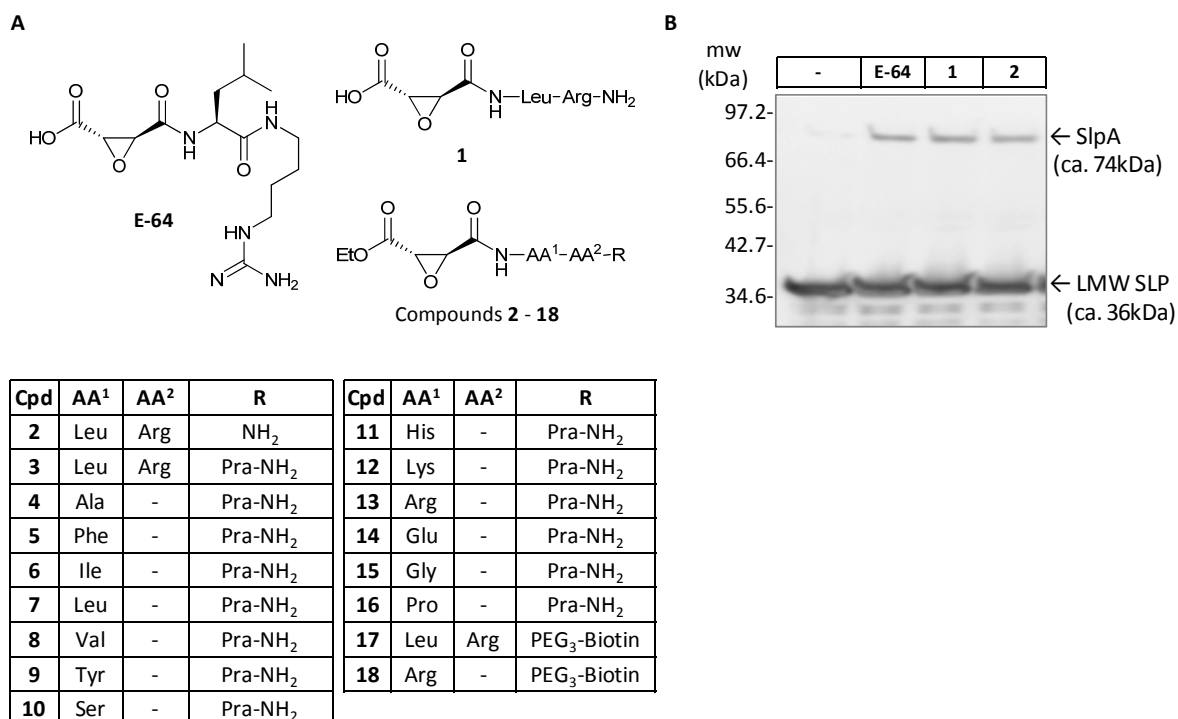 A
B
O
O
HO
N
H
O
O
H
N
O
HN
N
NH₂
E-64
O
O
HO
N
H
Leu
Arg
NH₂
O
1
O
O
EtO
N
H
AA¹
AA²
R
O
Compounds 2 - 18
mw
(kDa)
- E-64 1 2
97.2-
66.4-
55.6-
42.7-
34.6-
← SlpA
(ca. 74kDa)
← LMW SLP
(ca. 36kDa)
Cpd AA¹ AA² R
2 Leu Arg NH₂
3 Leu Arg Pra-NH₂
4 Ala - Pra-NH₂
5 Phe - Pra-NH₂
6 Ile - Pra-NH₂
7 Leu - Pra-NH₂
8 Val - Pra-NH₂
9 Tyr - Pra-NH₂
10 Ser - Pra-NH₂
Cpd AA¹ AA² R
11 His - Pra-NH₂
12 Lys - Pra-NH₂
13 Arg - Pra-NH₂
14 Glu - Pra-NH₂
15 Gly - Pra-NH₂
16 Pro - Pra-NH₂
17 Leu Arg PEG₃-Biotin
18 Arg - PEG₃-Biotin